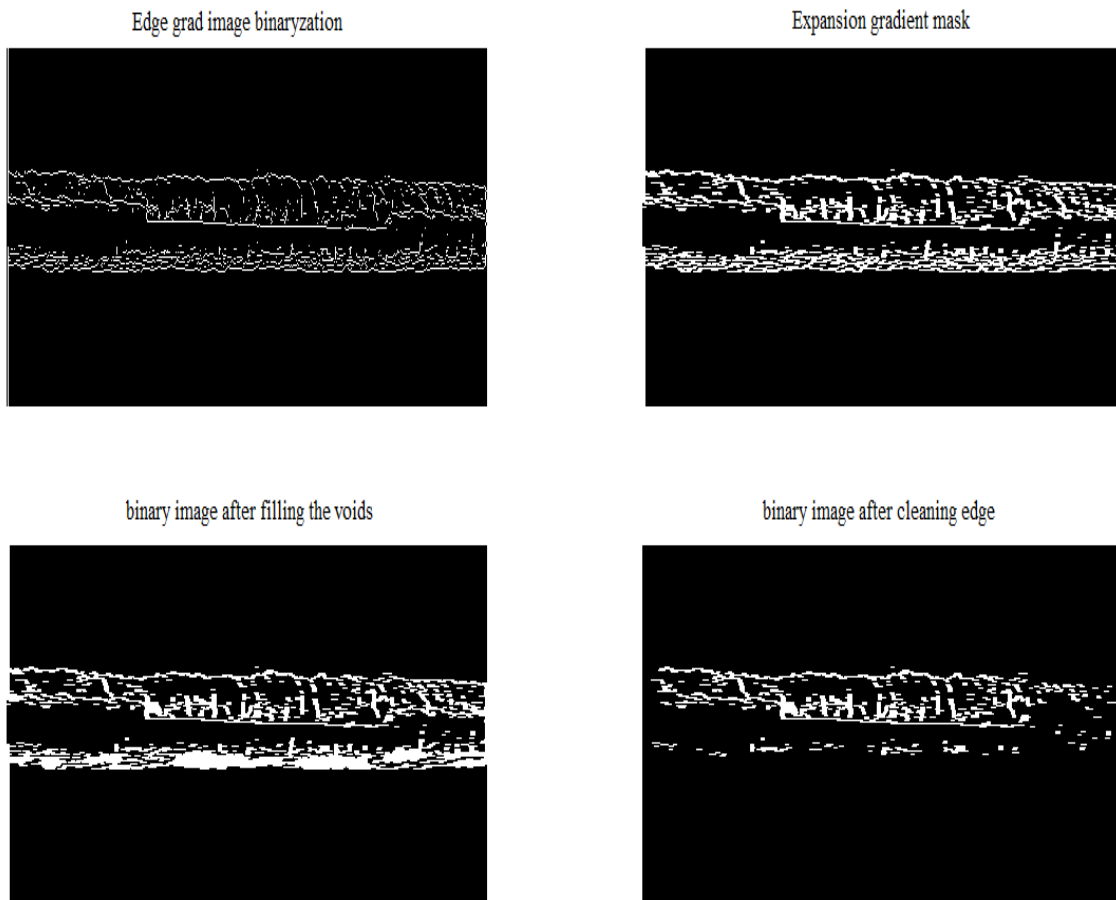 Edge grad image binaryzation
Expansion gradient mask
binary image after filling the voids
binary image after cleaning edge